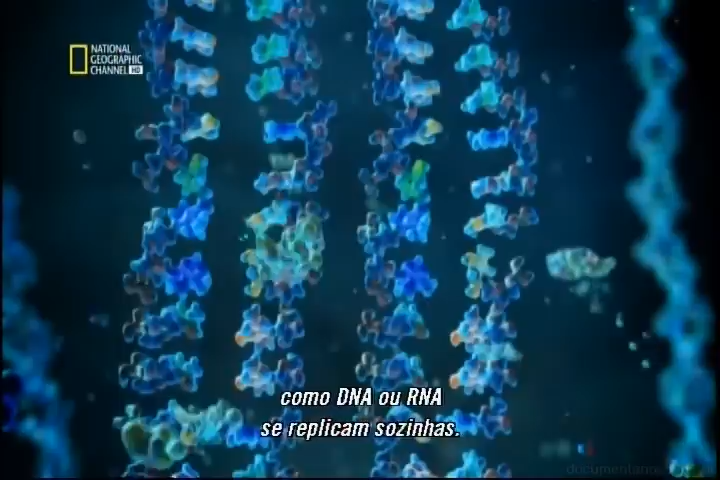 NATIONAL
GEOGRAPHIC
CHANNEL HD
como DNA ou RNA
se replicam sozinhas.